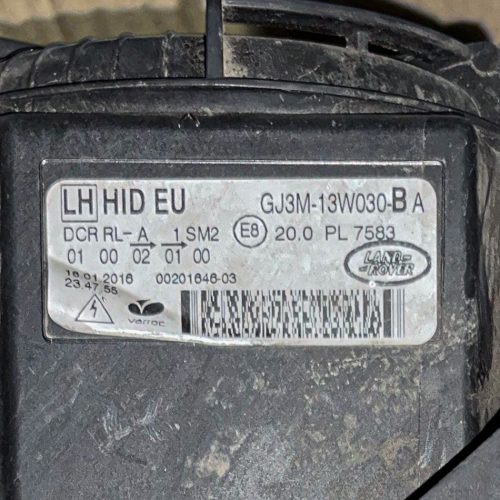 LH HID EU GJ3M-13W030-B A
DCR RL-A → 1 → SM2 E8 20.0 PL 7583
01 00 02 01 00
18.01.2016 00201646-03
23.47.55
LAND-
-ROVER
varroc